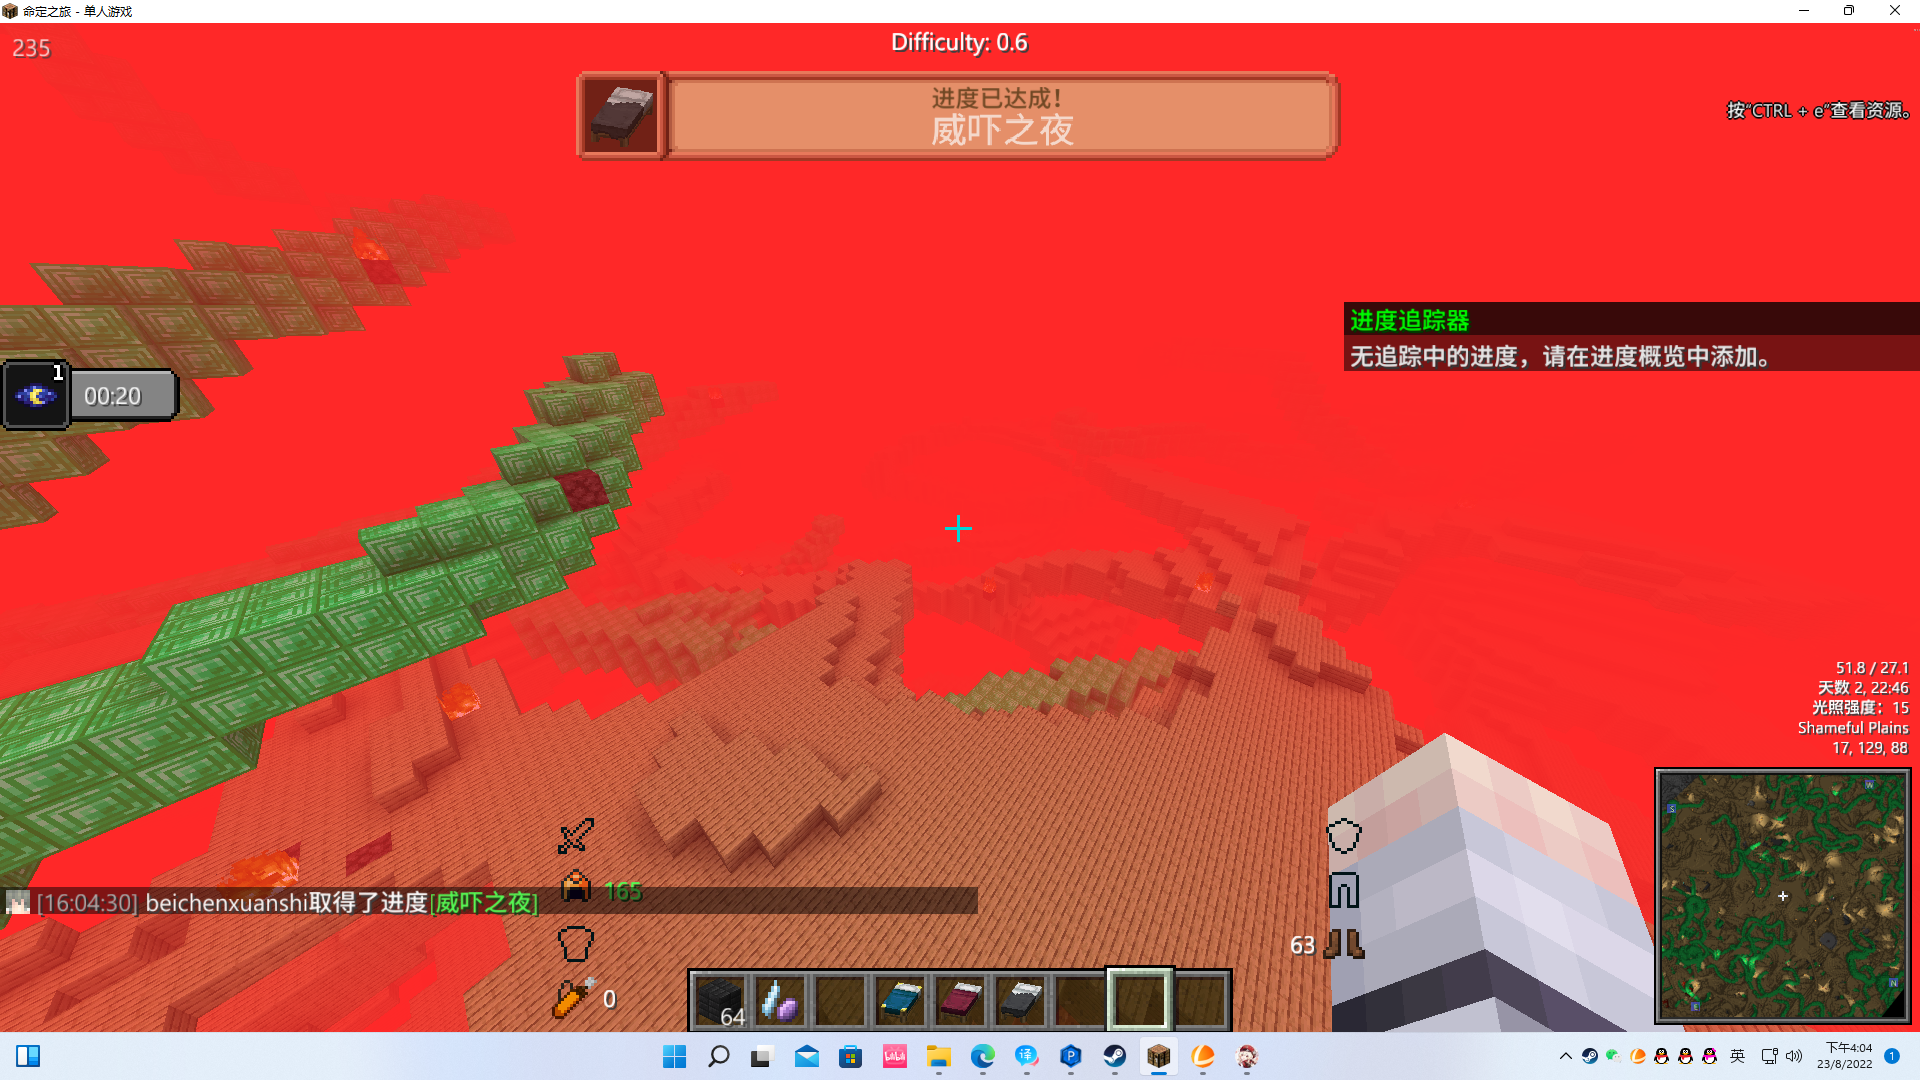 命定之旅 - 单人游戏
235
Difficulty: 0.6
进度已达成！
威吓之夜
按“CTRL + e”查看资源。
进度追踪器
无追踪中的进度，请在进度概览中添加。
1
00:20
51.8 / 27.1
天数 2, 22:46
光照强度：15
Shameful Plains
17, 129, 88
S
W
E
N
165
[16:04:30] beichenxuanshi取得了进度[威吓之夜]
63
0
64
译
P
英
下午4:04
23/8/2022
1